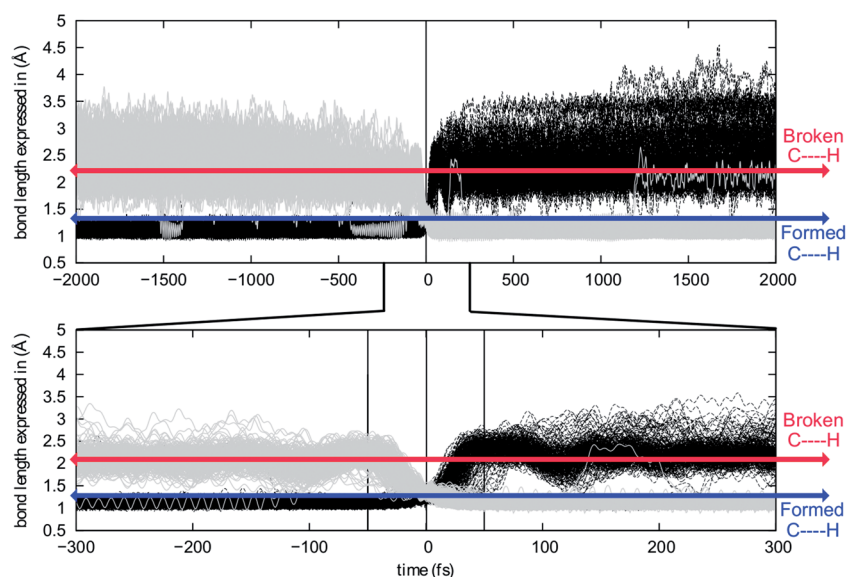 bond length expressed in (Å)
5
4.5
4
3.5
3
2.5
2
1.5
1
0.5
−2000 −1500 −1000 −500 0 500 1000 1500 2000
Broken
C----H
Formed
C----H
bond length expressed in (Å)
5
4.5
4
3.5
3
2.5
2
1.5
1
0.5
−300 −200 −100 0 100 200 300
time (fs)
Broken
C----H
Formed
C----H